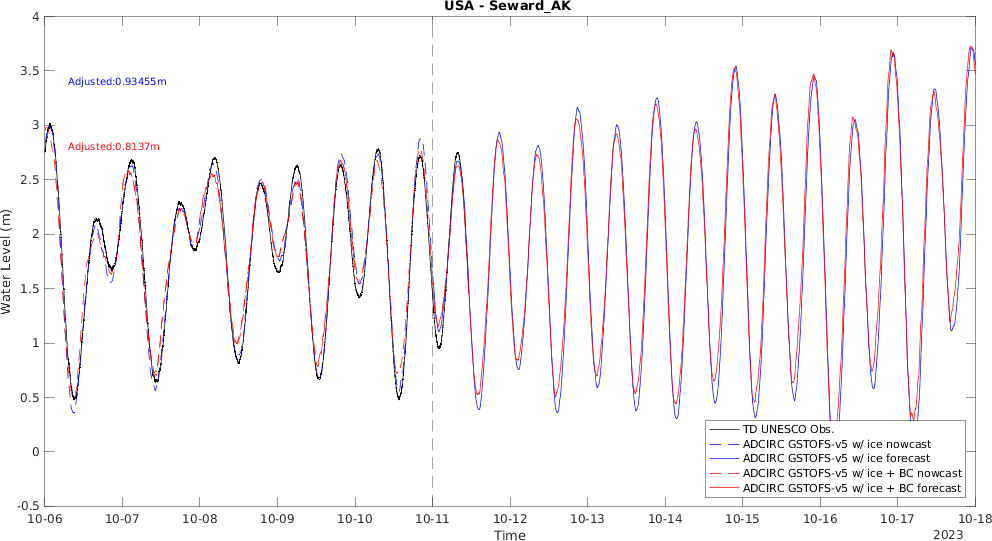 USA - Seward_AK
4
3.5
3
2.5
2
1.5
1
0.5
0
-0.5
Water Level (m)
Adjusted:0.93455m
Adjusted:0.8137m
TD UNESCO Obs.
ADCIRC GSTOFS-v5 w/ ice nowcast
ADCIRC GSTOFS-v5 w/ ice forecast
ADCIRC GSTOFS-v5 w/ ice + BC nowcast
ADCIRC GSTOFS-v5 w/ ice + BC forecast
10-06 10-07 10-08 10-09 10-10 10-11 10-12 10-13 10-14 10-15 10-16 10-17 10-18
Time
2023